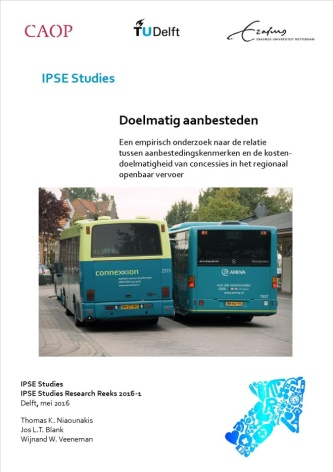 CAOP
TU Delft
Erasmus
ERASMUS UNIVERSITEIT ROTTERDAM
IPSE Studies
Doelmatig aanbesteden
Een empirisch onderzoek naar de relatie
tussen aanbestedingskenmerken en de kosten-
doelmatigheid van concessies in het regionaal
openbaar vervoer
connexxion
ARRIVA
IPSE Studies
IPSE Studies Research Reeks 2016-1
Delft, mei 2016
Thomas K. Niaounakis
Jos L.T. Blank
Wijnand W. Veeneman